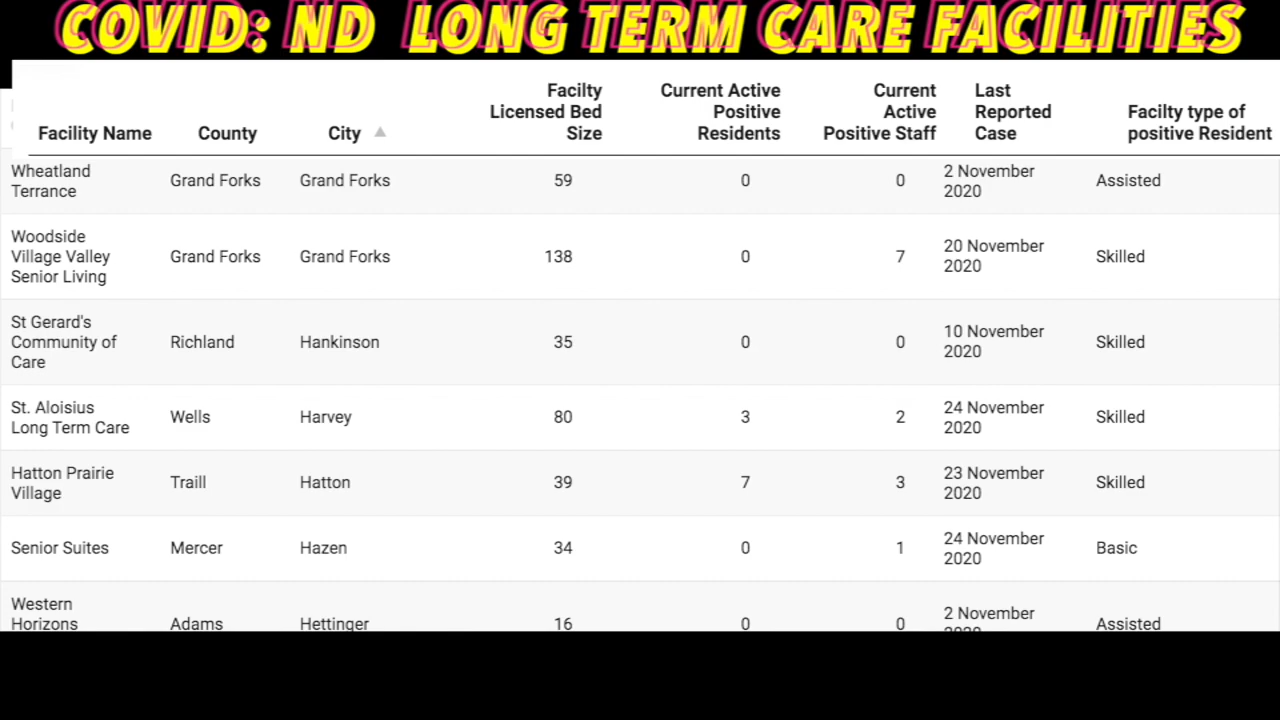 COVID: ND LONG TERM CARE FACILITIES
Facilty Current Active Current Last
Licensed Bed Positive Active Reported Facilty type of
Facility Name County City Size Residents Positive Staff Case positive Resident
Wheatland
Terrance Grand Forks Grand Forks 59 0 0 2 November
2020 Assisted
Woodside
Village Valley
Senior Living Grand Forks Grand Forks 138 0 7 20 November
2020 Skilled
St Gerard's
Community of
Care Richland Hankinson 35 0 0 10 November
2020 Skilled
St. Aloisius
Long Term Care Wells Harvey 80 3 2 24 November
2020 Skilled
Hatton Prairie
Village Traill Hatton 39 7 3 23 November
2020 Skilled
Senior Suites Mercer Hazen 34 0 1 24 November
2020 Basic
Western
Horizons Adams Hettinger 16 0 0 2 November
2020 Assisted